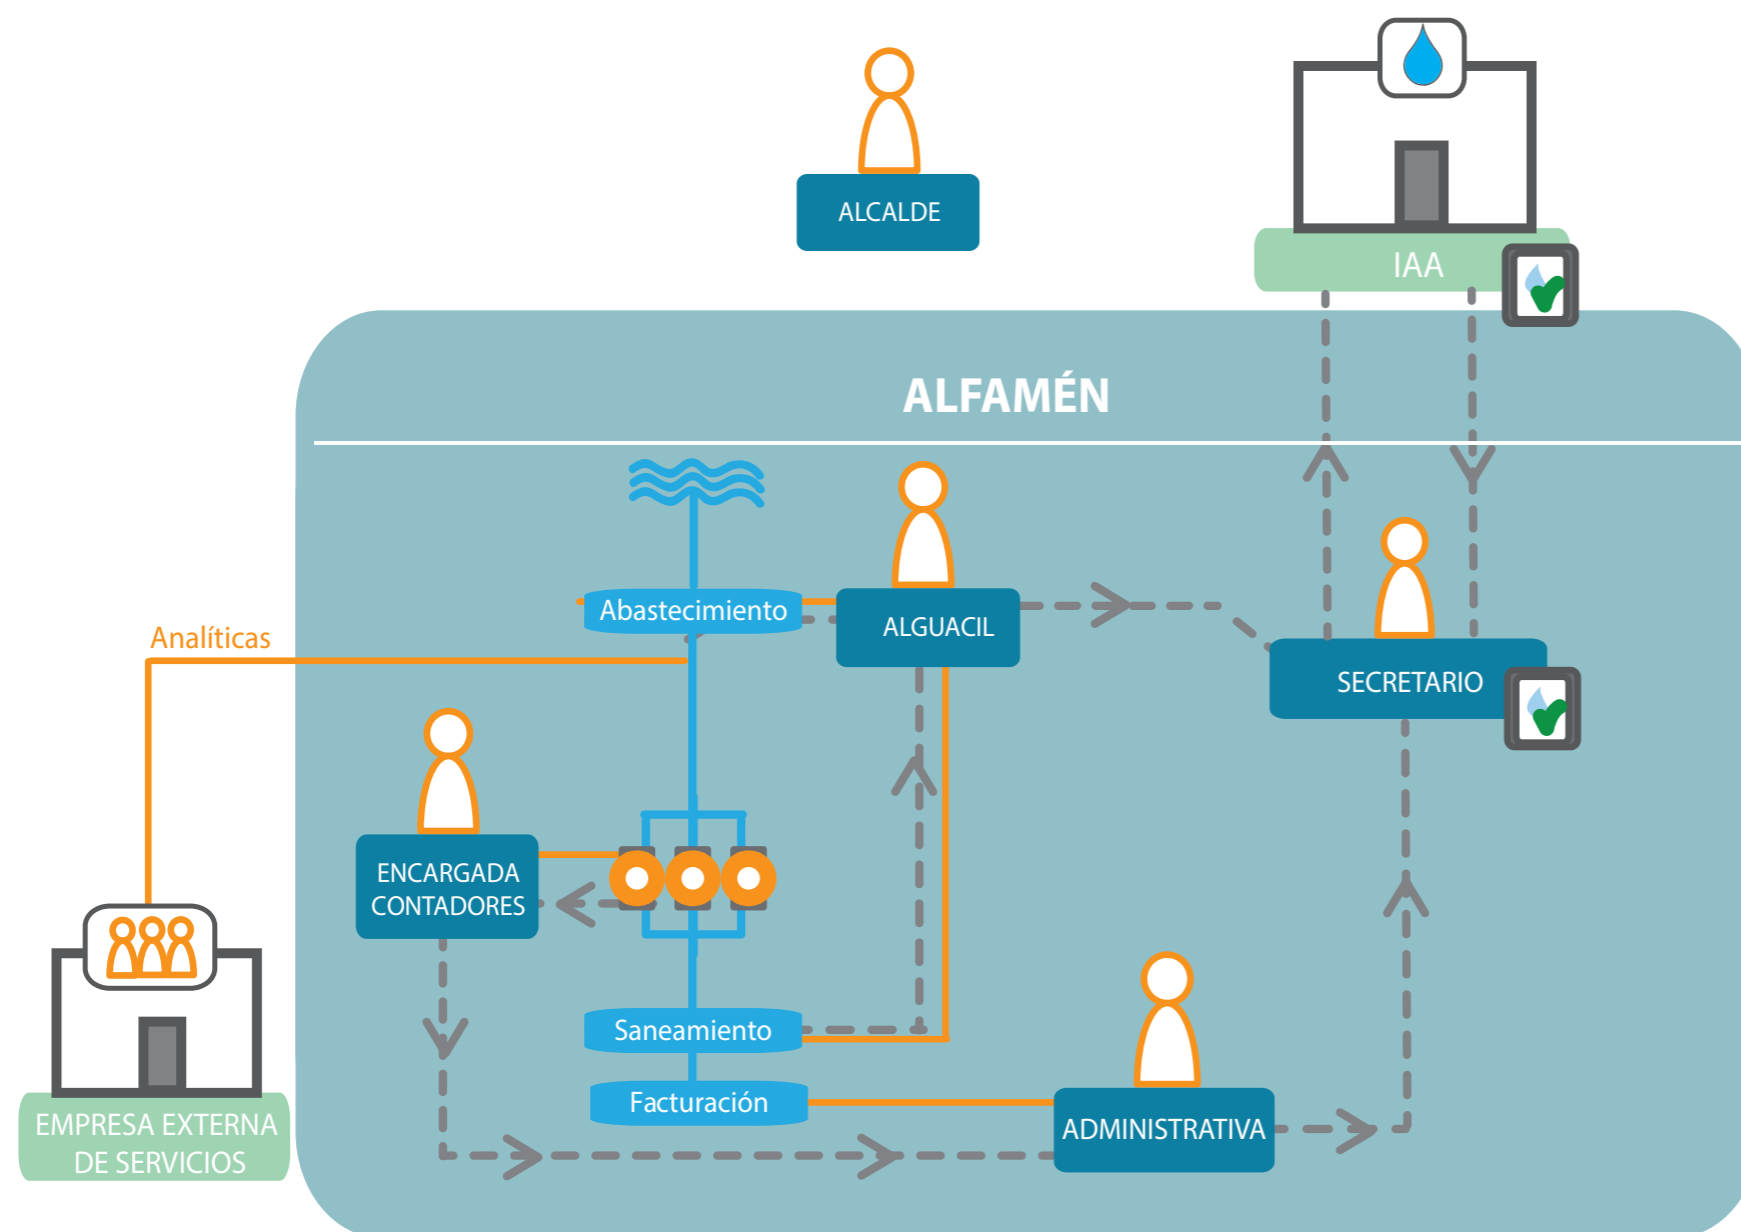 ALCALDE
IAA
ALFAMÉN
Abastecimiento
ALGUACIL
Analíticas
SECRETARIO
ENCARGADA
CONTADORES
Saneamiento
Facturación
ADMINISTRATIVA
EMPRESA EXTERNA
DE SERVICIOS